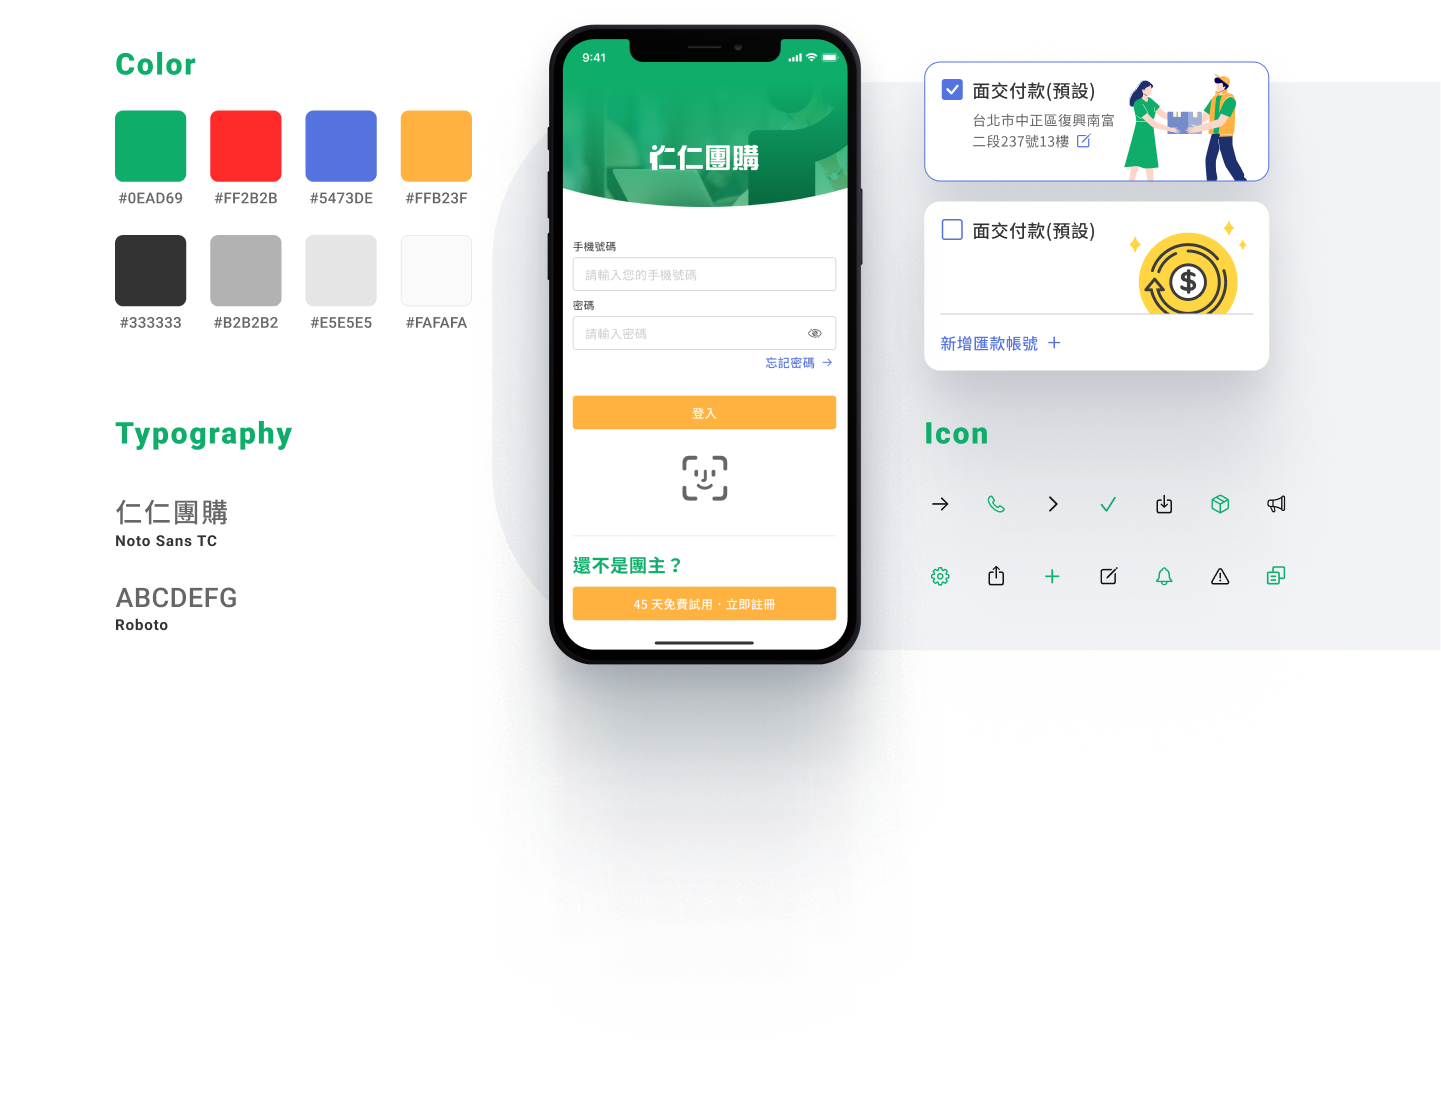 Color
#0EAD69
#FF2B2B
#5473DE
#FFB23F
#333333
#B2B2B2
#E5E5E5
#FAFAFA
Typography
仁仁團購
Noto Sans TC
ABCDEFG
Roboto
9:41
仁仁團購
手機號碼
請輸入您的手機號碼
密碼
請輸入密碼
忘記密碼
登入
還不是團主？
45 天免費試用・立即註冊
面交付款(預設)
台北市中正區復興南富
二段237號13樓
面交付款(預設)
$
新增匯款帳號
Icon